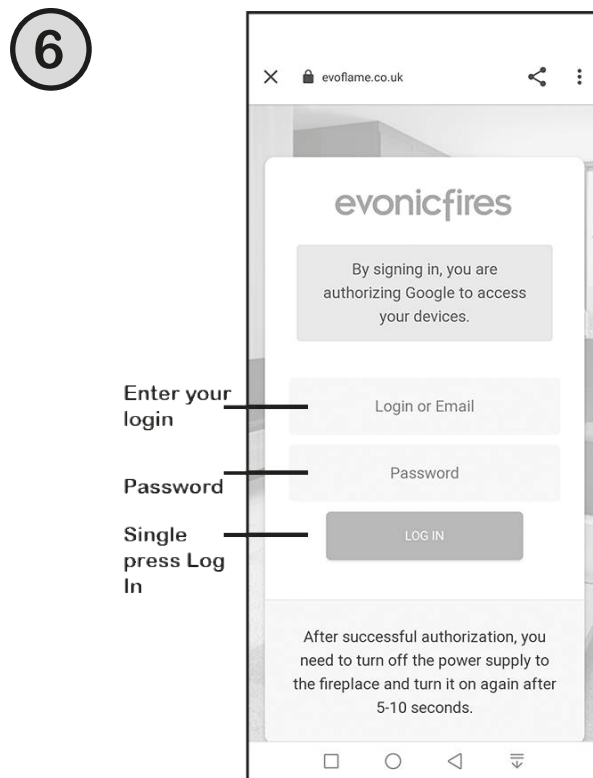 6
evoflame.co.uk
evonicfires
By signing in, you are
authorizing Google to access
your devices.
Enter your
login
Login or Email
Password
Password
Single
press Log
In
LOG IN
After successful authorization, you
need to turn off the power supply to
the fireplace and turn it on again after
5-10 seconds.